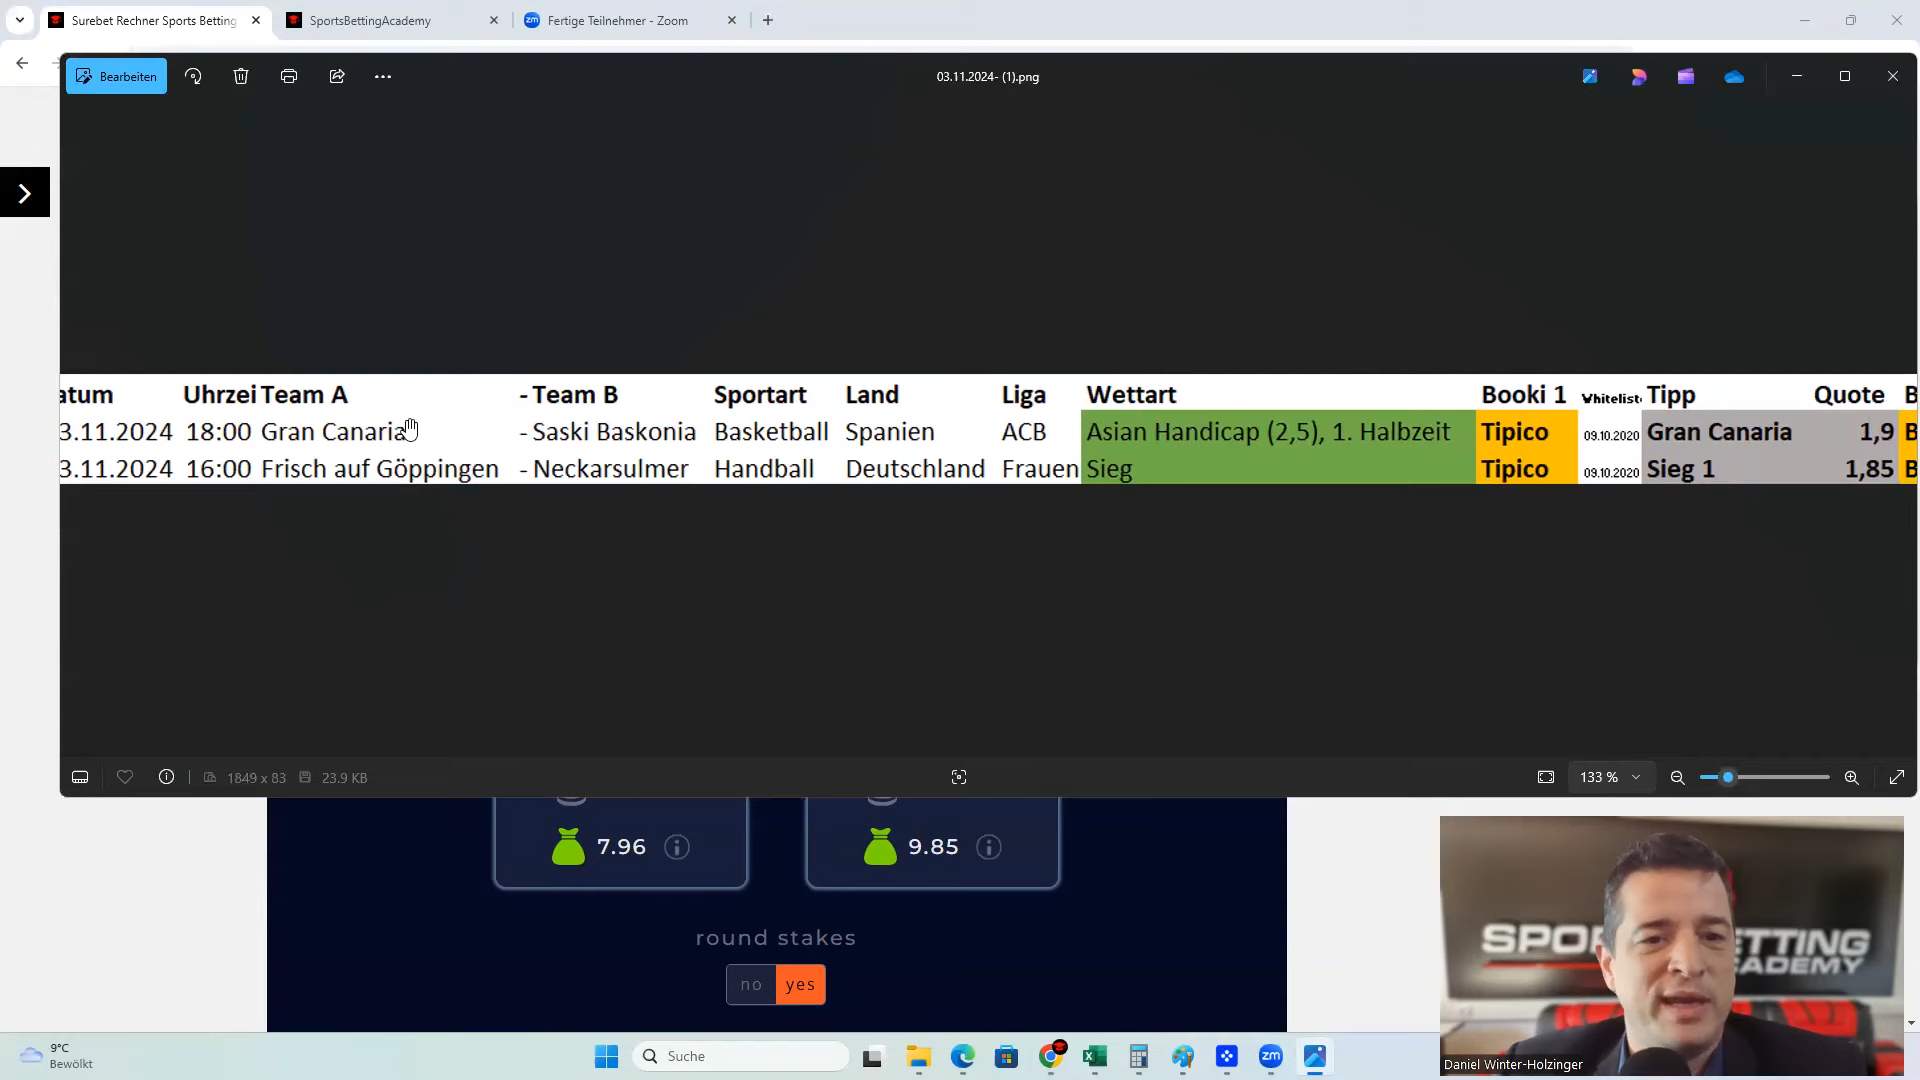 Surebet Rechner Sports Betting
SportsBettingAcademy
Fertige Teilnehmer - Zoom
Bearbeiten
03.11.2024- (1).png
atum Uhrzei Team A - Team B Sportart Land Liga Wettart Booki 1 Whitelist Tipp Quote B
3.11.2024 18:00 Gran Canaria - Saski Baskonia Basketball Spanien ACB Asian Handicap (2,5), 1. Halbzeit Tipico 09.10.2020 Gran Canaria 1,9 B
3.11.2024 16:00 Frisch auf Göppingen - Neckarsulmer Handball Deutschland Frauen Sieg Tipico 09.10.2020 Sieg 1 1,85 B
1849 x 83 23.9 KB
133 %
7.96
9.85
round stakes
no yes
SPO ETTING
ADEMY
Daniel Winter-Holzinger
9°C
Bewölkt
Suche